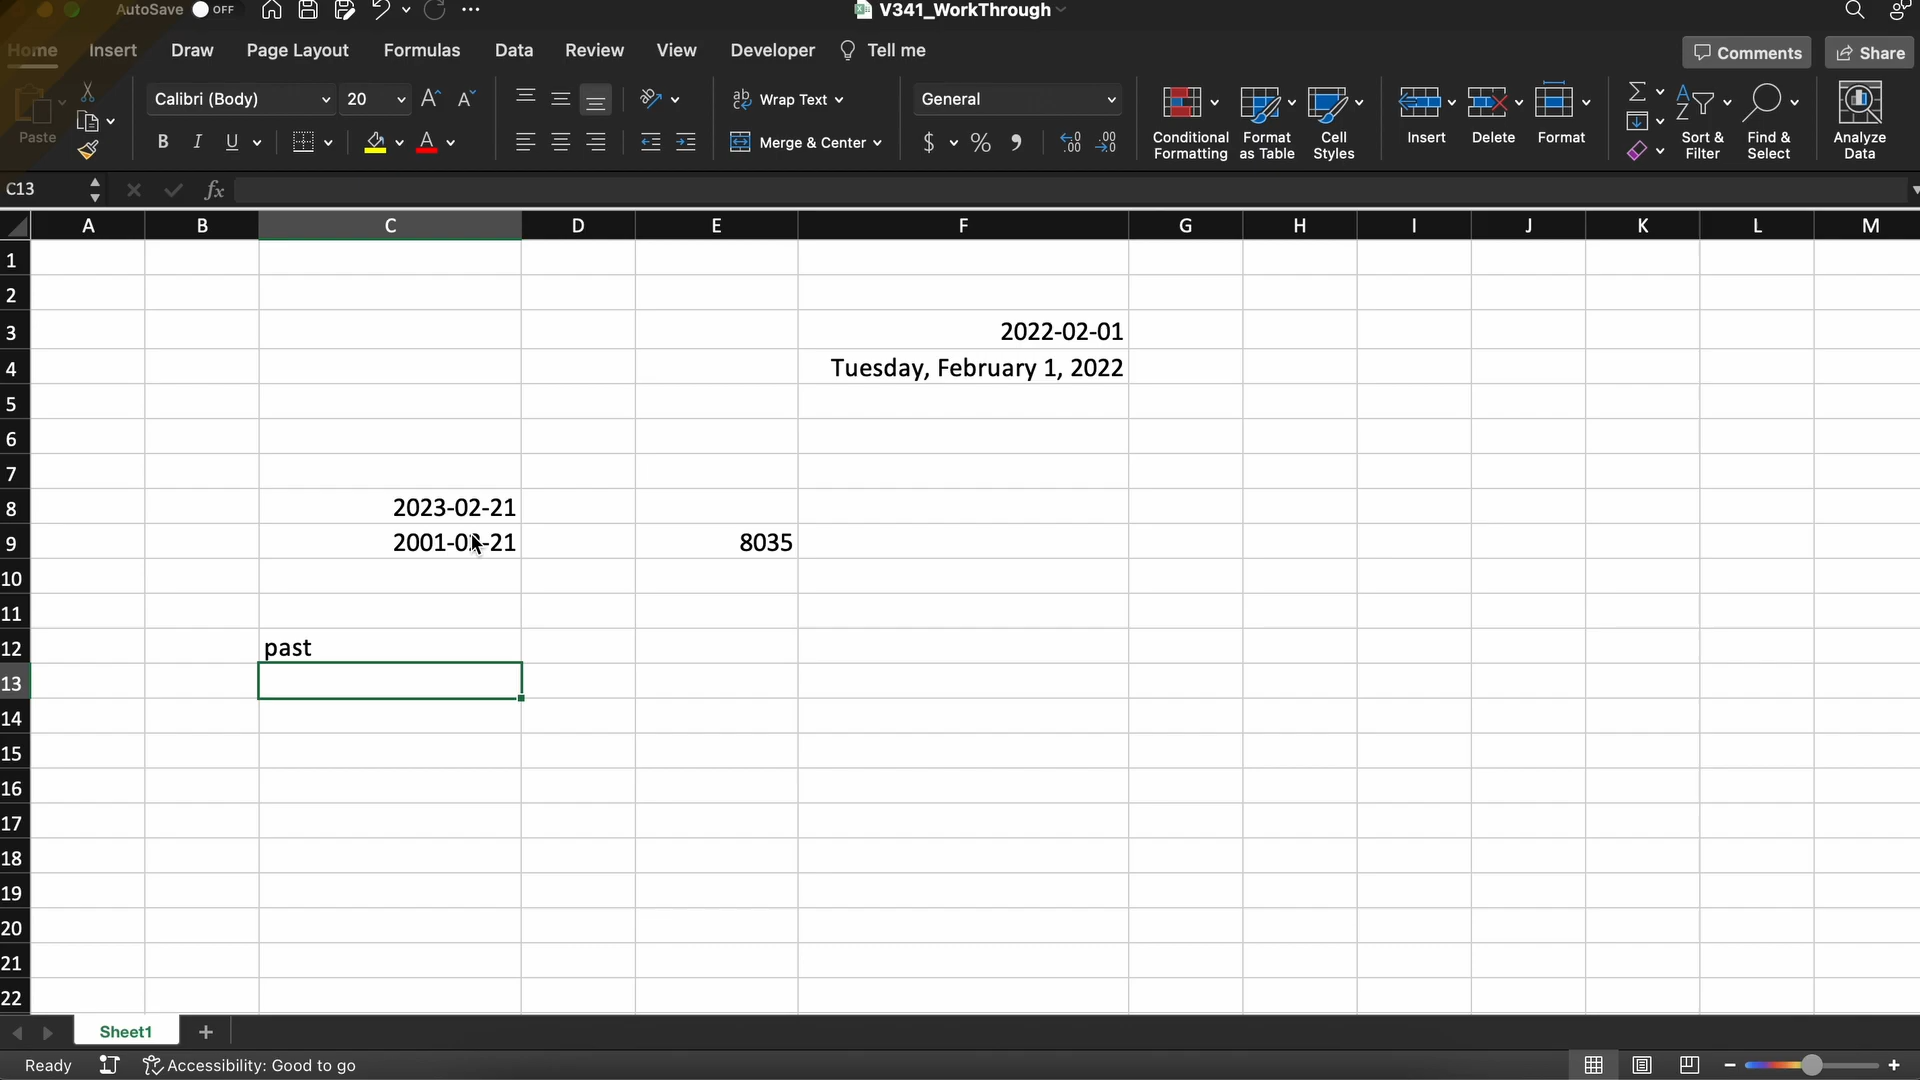 AutoSave OFF
V341_WorkThrough
Home Insert Draw Page Layout Formulas Data Review View Developer Tell me
Comments Share
Paste
Calibri (Body) 20
B I U A
ab Wrap Text
Merge & Center
General
$ % ,
Conditional Formatting
Format as Table
Cell Styles
Insert Delete Format
Sort & Filter
Find & Select
Analyze Data
C13 fx
A B C D E F G H I J K L M
1
2
3 2022-02-01
4 Tuesday, February 1, 2022
5
6
7
8 2023-02-21
9 2001-02-21 8035
10
11
12 past
13
14
15
16
17
18
19
20
21
22
Sheet1 +
Ready Accessibility: Good to go